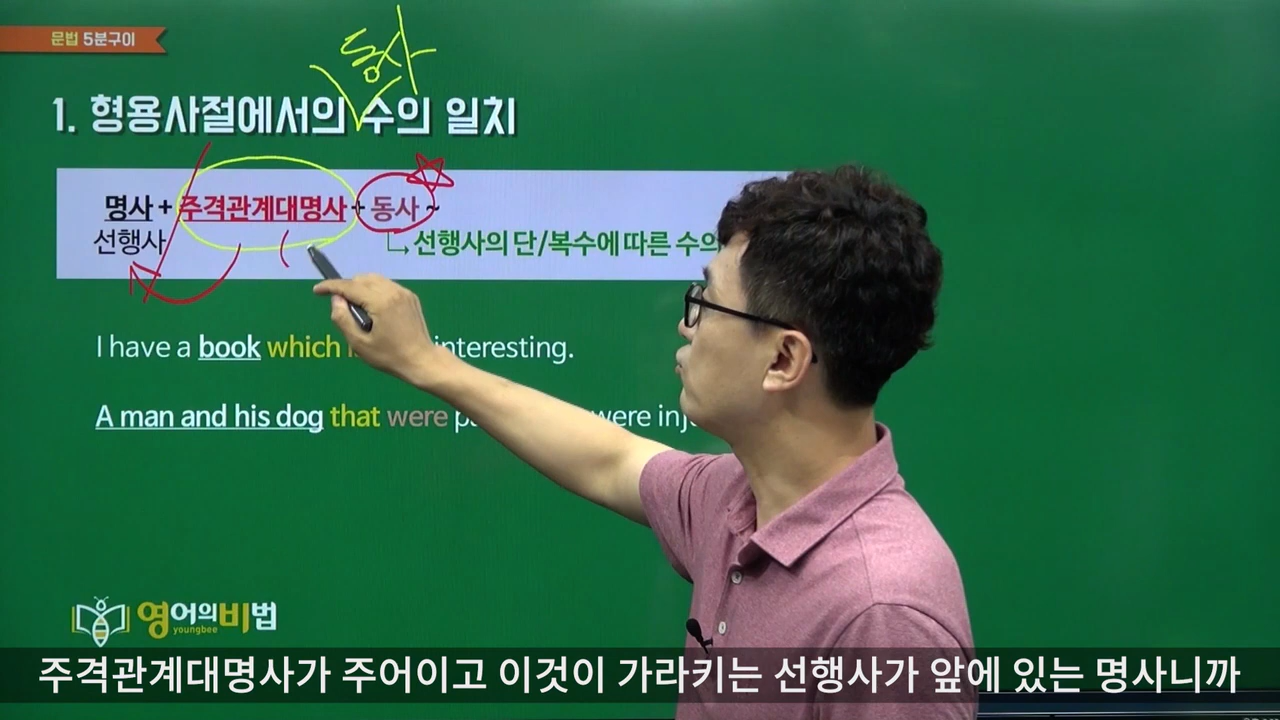 문법 5분구이
동사
1. 형용사절에서의 수의 일치
명사 + 주격관계대명사 + 동사 ~
선행사
선행사의 단/복수에 따른 수의
I have a book which interesting.
A man and his dog that were were
영어의비법
youngbee
주격관계대명사가 주어이고 이것이 가라키는 선행사가 앞에 있는 명사니까